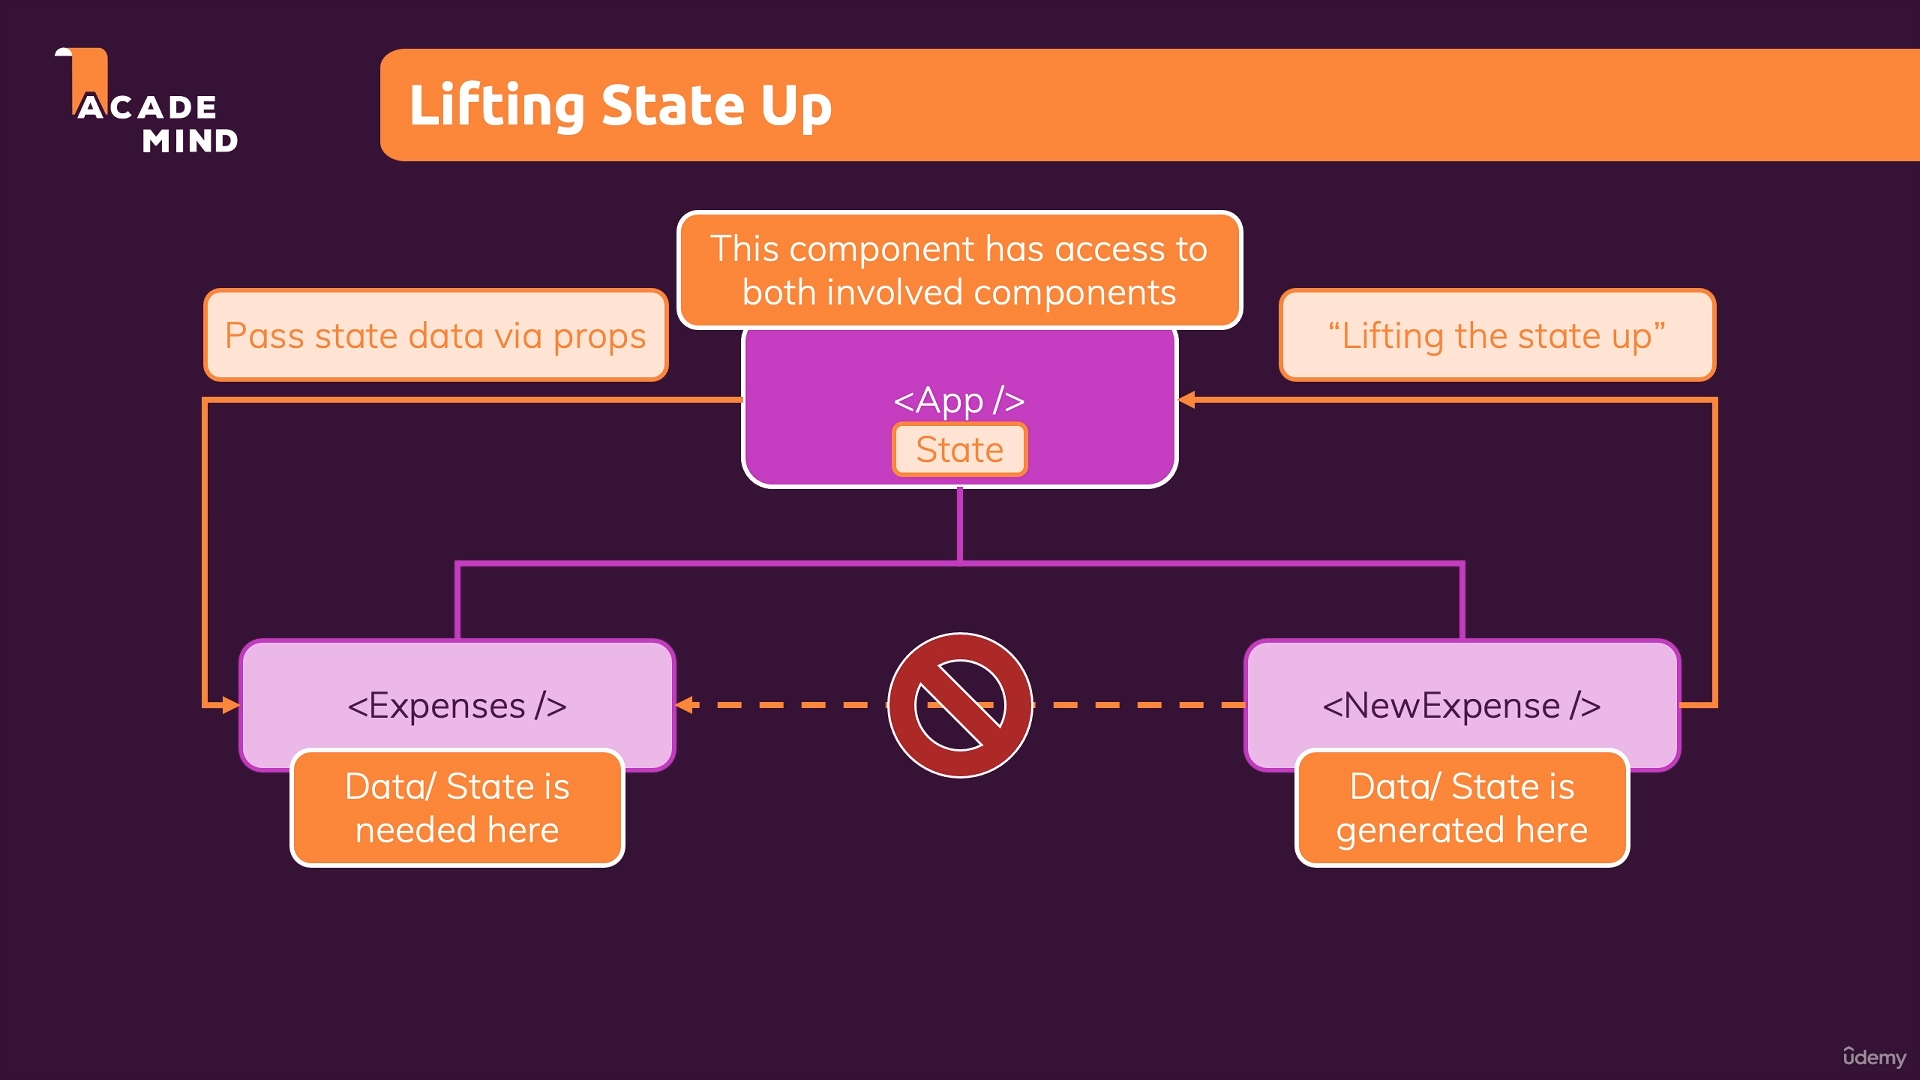 ACADE
MIND
Lifting State Up
This component has access to
both involved components
Pass state data via props
“Lifting the state up”
<App />
State
<Expenses />
<NewExpense />
Data/ State is
needed here
Data/ State is
generated here
ûdemy